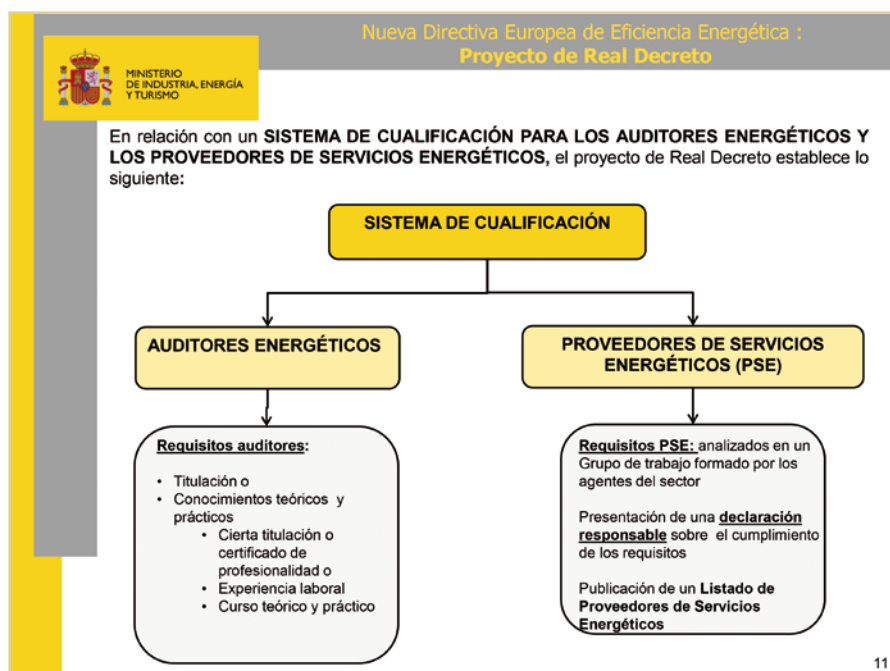 Nueva Directiva Europea de Eficiencia Energética :
Proyecto de Real Decreto
MINISTERIO
DE INDUSTRIA, ENERGÍA
Y TURISMO
En relación con un SISTEMA DE CUALIFICACIÓN PARA LOS AUDITORES ENERGÉTICOS Y
LOS PROVEEDORES DE SERVICIOS ENERGÉTICOS, el proyecto de Real Decreto establece lo
siguiente:
SISTEMA DE CUALIFICACIÓN
AUDITORES ENERGÉTICOS
Requisitos auditores:
• Titulación o
• Conocimientos teóricos y
prácticos
• Cierta titulación o
certificado de
profesionalidad o
• Experiencia laboral
• Curso teórico y práctico
PROVEEDORES DE SERVICIOS
ENERGÉTICOS (PSE)
Requisitos PSE: analizados en un
Grupo de trabajo formado por los
agentes del sector
Presentación de una declaración
responsable sobre el cumplimiento
de los requisitos
Publicación de un Listado de
Proveedores de Servicios
Energéticos
11